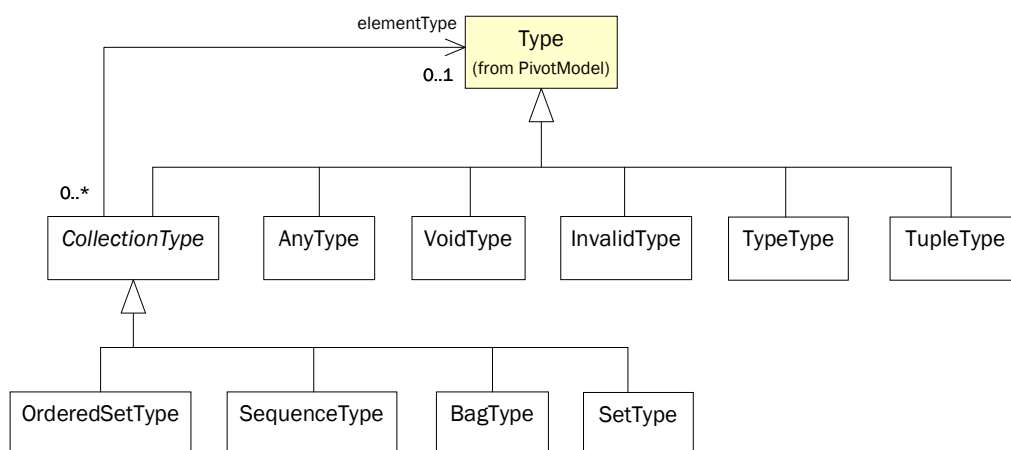 elementType
Type
(from PivotModel)
0..1
0..*
CollectionType
AnyType
VoidType
InvalidType
TypeType
TupleType
OrderedSetType
SequenceType
BagType
SetType